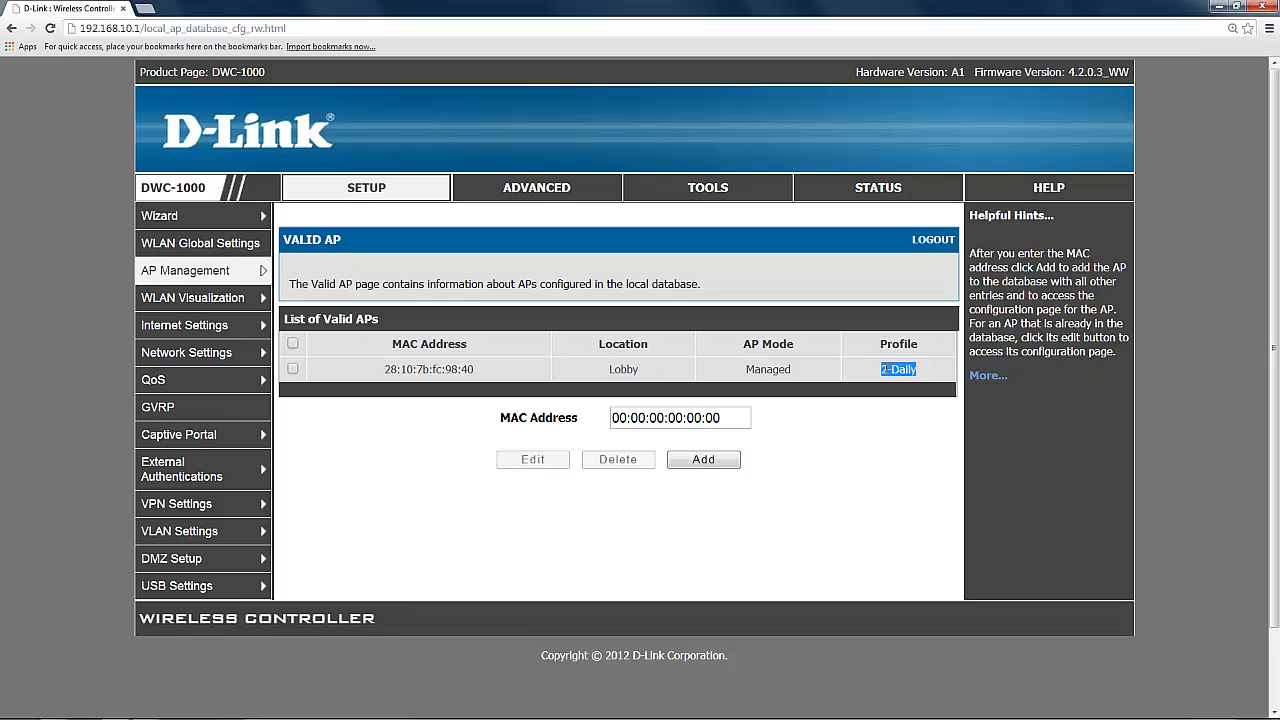 D-Link : Wireless Controlle
192.168.10.1/local_ap_database_cfg_rw.html
Apps For quick access, place your bookmarks here on the bookmarks bar. Import bookmarks now...
Product Page: DWC-1000 Hardware Version: A1 Firmware Version: 4.2.0.3_WW
D-Link®
DWC-1000 SETUP ADVANCED TOOLS STATUS HELP
Wizard
WLAN Global Settings
AP Management
WLAN Visualization
Internet Settings
Network Settings
QoS
GVRP
Captive Portal
External
Authentications
VPN Settings
VLAN Settings
DMZ Setup
USB Settings
VALID AP LOGOUT
The Valid AP page contains information about APs configured in the local database.
List of Valid APs
MAC Address Location AP Mode Profile
28:10:7b:fc:98:40 Lobby Managed 2-Daily
MAC Address 00:00:00:00:00:00
Edit Delete Add
Helpful Hints...
After you enter the MAC
address click Add to add the AP
to the database with all other
entries and to access the
configuration page for the AP.
For an AP that is already in the
database, click its edit button to
access its configuration page.
More...
WIRELESS CONTROLLER
Copyright © 2012 D-Link Corporation.